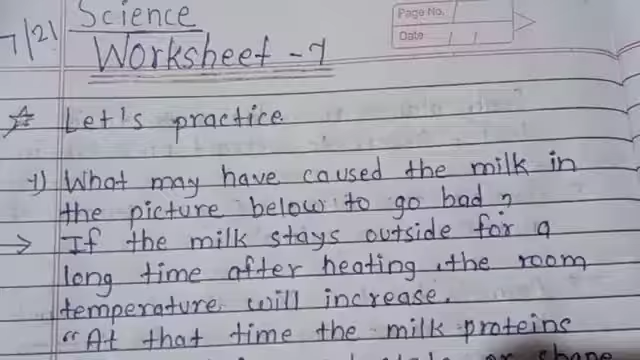 7/21
Science
Page No.
Date / /
Worksheet - 7
☆ Let's practice
1) What may have caused the milk in
the picture below to go bad ?
→ If the milk stays outside for a
long time after heating , the room
temperature will increase.
"At that time the milk proteins
or shape